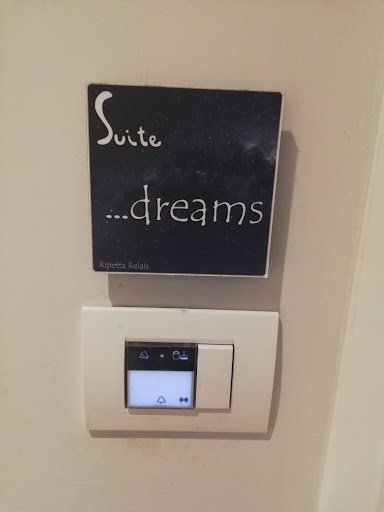 Suite
...dreams
Ripetta Relais